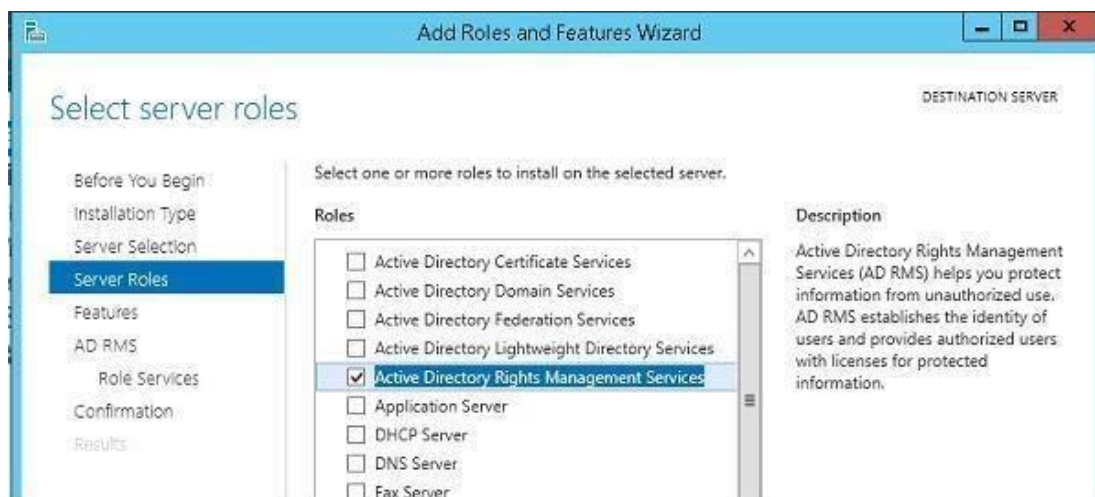 Add Roles and Features Wizard
Select server roles
DESTINATION SERVER
Before You Begin
Installation Type
Server Selection
Server Roles
Features
AD RMS
Role Services
Confirmation
Results
Select one or more roles to install on the selected server.
Roles
Active Directory Certificate Services
Active Directory Domain Services
Active Directory Federation Services
Active Directory Lightweight Directory Services
Active Directory Rights Management Services
Application Server
DHCP Server
DNS Server
Fax Server
Description
Active Directory Rights Management
Services (AD RMS) helps you protect
information from unauthorized use.
AD RMS establishes the identity of
users and provides authorized users
with licenses for protected
information.